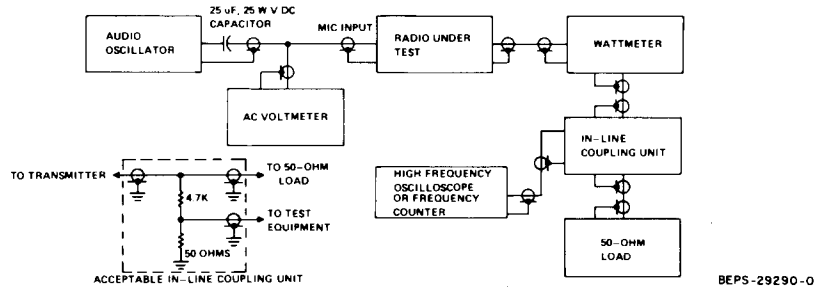 25 uF, 25 W V DC
CAPACITOR
AUDIO
OSCILLATOR
MIC INPUT
RADIO UNDER
TEST
WATTMETER
AC VOLTMETER
IN-LINE
COUPLING UNIT
TO TRANSMITTER
TO 50-OHM
LOAD
4.7K
TO TEST
EQUIPMENT
50 OHMS
HIGH FREQUENCY
OSCILLOSCOPE
OR FREQUENCY
COUNTER
50-OHM
LOAD
ACCEPTABLE IN-LINE COUPLING UNIT
BEPS-29290-O